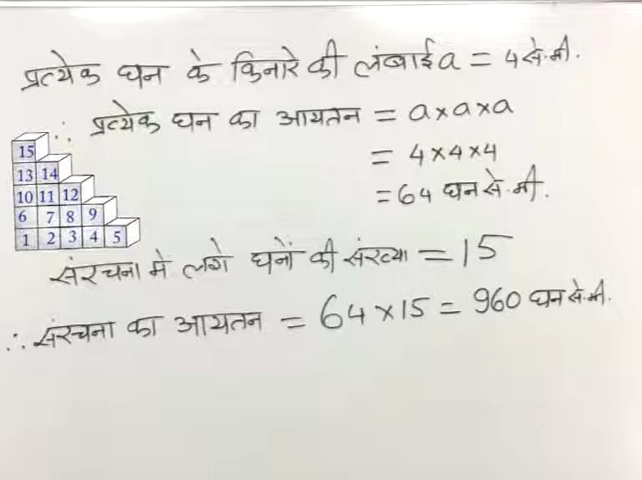 प्रत्येक घन के किनारे की लंबाई a = 4 से.मी.
∴ प्रत्येक घन का आयतन = a×a×a
= 4×4×4
= 64 घन से.मी.
15
13 14
10 11 12
6 7 8 9
1 2 3 4 5
संरचना मे लगे घनों की संख्या = 15
∴ संरचना का आयतन = 64×15 = 960 घन से.मी.